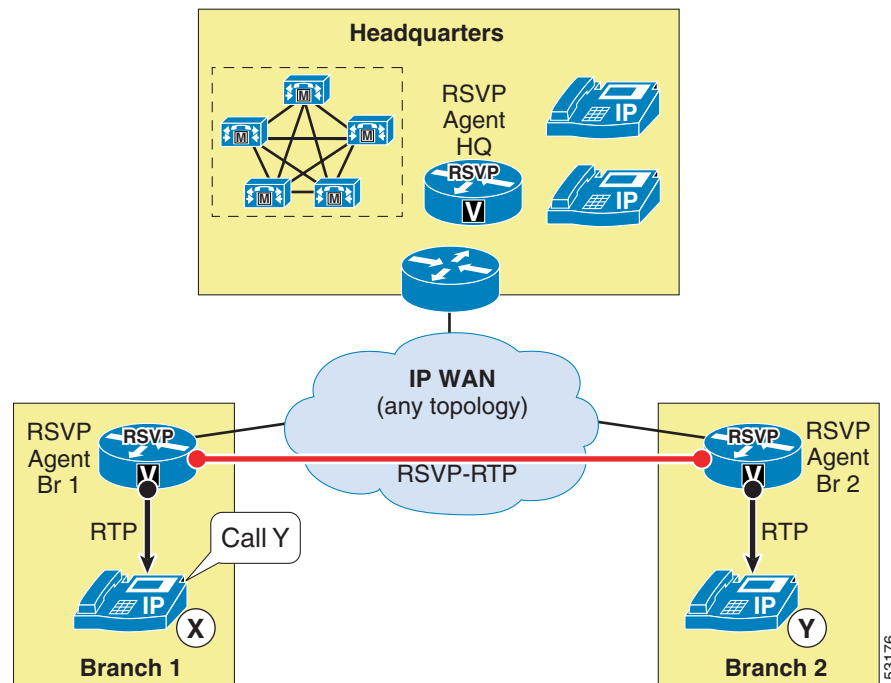 Headquarters
M
M
M
M
M
RSVP
Agent
HQ
RSVP
V
IP
IP
IP WAN
(any topology)
RSVP
Agent
Br 1
RSVP
V
RSVP-RTP
RSVP
V
RSVP
Agent
Br 2
RTP
Call Y
IP
X
Branch 1
RTP
IP
Y
Branch 2
53176